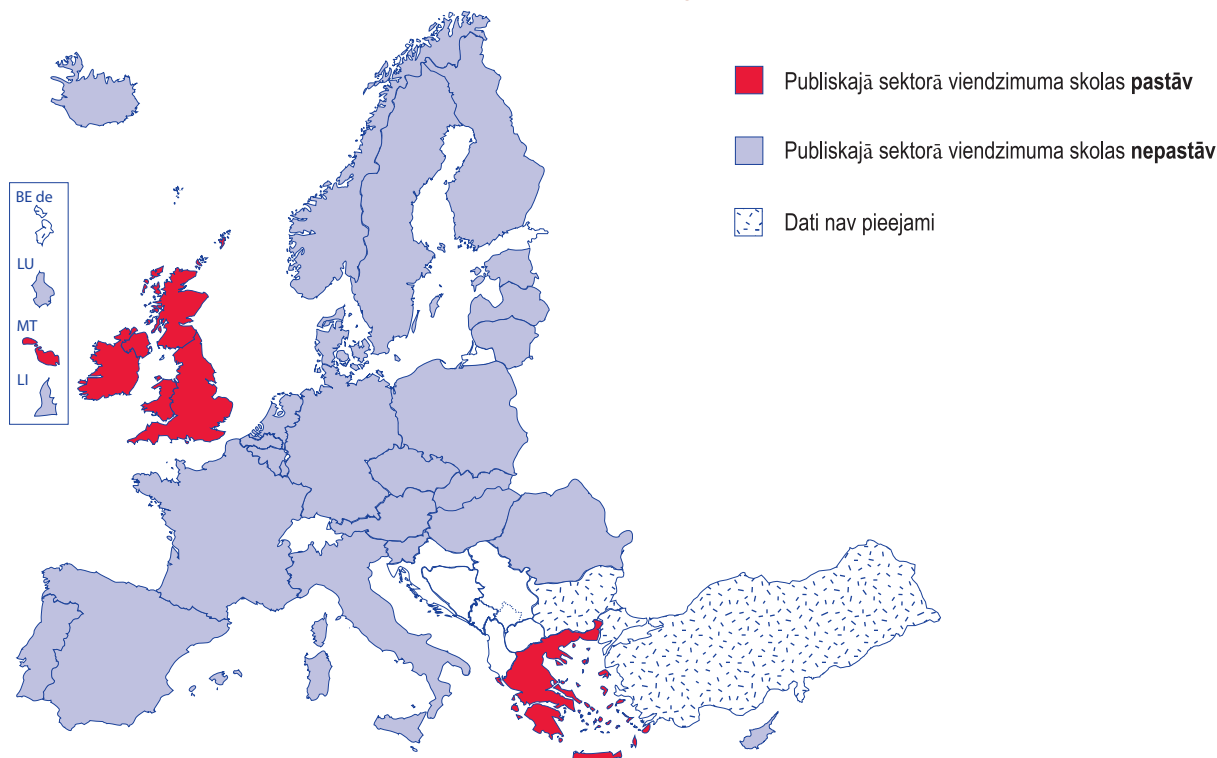 Publiskajā sektorā viendzimuma skolas pastāv
Publiskajā sektorā viendzimuma skolas nepastāv
Dati nav pieejami
BE de
LU
MT
LI